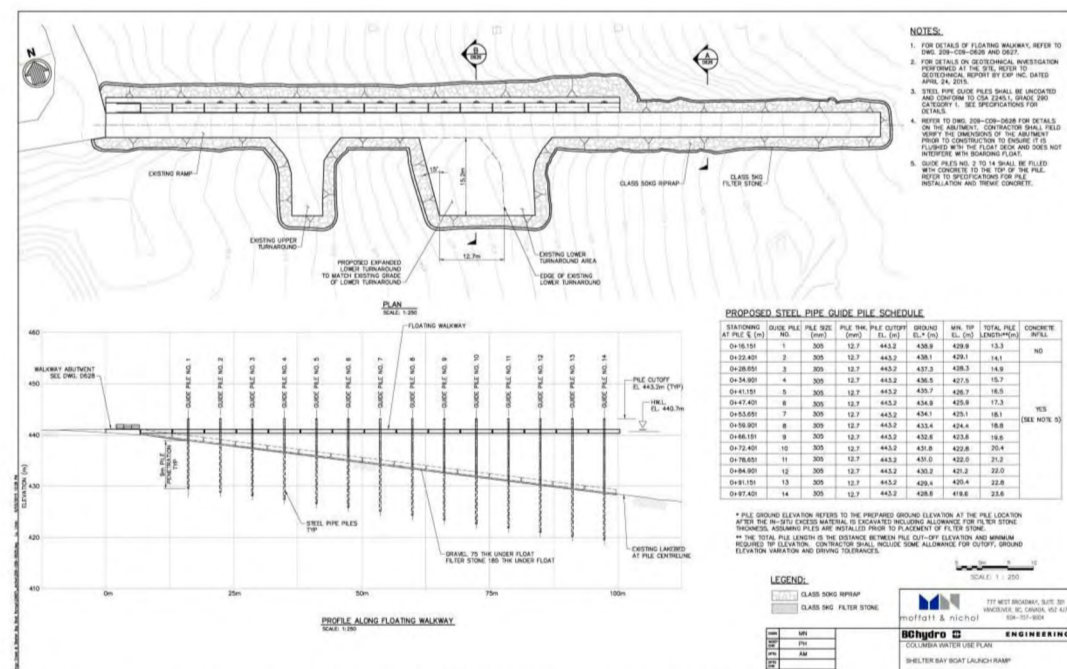 NOTES:
1. FOR DETAILS OF FLOATING WALKWAY, REFER TO
DWG. 209-C09-D626 AND D627.
2. FOR DETAILS ON GEOTECHNICAL INVESTIGATION
PERFORMED AT THE SITE, REFER TO
GEOTECHNICAL REPORT BY EXP INC. DATED
APRIL 24, 2015.
3. STEEL PIPE GUIDE PILES SHALL BE UNCOATED
AND CONFORM TO CSA Z245.1, GRADE 290
CATEGORY 1. SEE SPECIFICATIONS FOR
DETAILS.
4. REFER TO DWG. 209-C09-D628 FOR DETAILS
ON THE ABUTMENT. CONTRACTOR SHALL FIELD
VERIFY THE DIMENSIONS OF THE ABUTMENT
PRIOR TO CONSTRUCTION TO ENSURE IT IS
FLUSHED WITH THE FLOAT DECK AND DOES NOT
INTERFERE WITH BOARDING FLOAT.
5. GUIDE PILES NO. 2 TO 14 SHALL BE FILLED
WITH CONCRETE TO THE TOP OF THE PILE.
REFER TO SPECIFICATIONS FOR PILE
INSTALLATION AND TREMIE CONCRETE.
N
B
A
EXISTING RAMP
15°
15.2m
12.7m
CLASS 50KG RIPRAP
CLASS 5KG
FILTER STONE
EXISTING UPPER
TURNAROUND
PROPOSED EXPANDED
LOWER TURNAROUND
TO MATCH EXISTING GRADE
OF LOWER TURNAROUND
EXISTING LOWER
TURNAROUND AREA
EDGE OF EXISTING
LOWER TURNAROUND
PLAN
SCALE: 1:250
FLOATING WALKWAY
WALKWAY ABUTMENT
SEE DWG. D628
GUIDE PILE NO. 1
GUIDE PILE NO. 2
GUIDE PILE NO. 3
GUIDE PILE NO. 4
GUIDE PILE NO. 5
GUIDE PILE NO. 6
GUIDE PILE NO. 7
GUIDE PILE NO. 8
GUIDE PILE NO. 9
GUIDE PILE NO. 10
GUIDE PILE NO. 11
GUIDE PILE NO. 12
GUIDE PILE NO. 13
GUIDE PILE NO. 14
PILE CUTOFF
EL. 443.2m (TYP)
H.W.L.
EL. 440.7m
460
450
440
430
420
410
ELEVATION (m)
9m PILE
PENETRATION
TYP
STEEL PIPE PILES
TYP
GRAVEL 75 THK UNDER FLOAT
FILTER STONE 185 THK UNDER FLOAT
EXISTING LAKEBED
AT PILE CENTRELINE
0m 25m 50m 75m 100m
PROFILE ALONG FLOATING WALKWAY
SCALE: 1:250
PROPOSED STEEL PIPE GUIDE PILE SCHEDULE
STATIONING AT PILE ℄ (m) GUIDE PILE NO. PILE SIZE (mm) PILE THK. (mm) PILE CUTOFF EL. (m) GROUND EL.* (m) MIN. TIP EL. (m) TOTAL PILE LENGTH**(m) CONCRETE INFILL
0+16.151 1 305 12.7 443.2 438.9 429.9 13.3
0+22.401 2 305 12.7 443.2 438.1 429.1 14.1
NO
0+28.651 3 305 12.7 443.2 437.3 428.3 14.9
0+34.901 4 305 12.7 443.2 436.5 427.5 15.7
0+41.151 5 305 12.7 443.2 435.7 426.7 16.5
0+47.401 6 305 12.7 443.2 434.9 425.9 17.3
0+53.651 7 305 12.7 443.2 434.1 425.1 18.1
0+59.901 8 305 12.7 443.2 433.4 424.4 18.8
0+66.151 9 305 12.7 443.2 432.6 423.6 19.6
0+72.401 10 305 12.7 443.2 431.8 422.8 20.4
0+78.651 11 305 12.7 443.2 431.0 422.0 21.2
0+84.901 12 305 12.7 443.2 430.2 421.2 22.0
0+91.151 13 305 12.7 443.2 429.4 420.4 22.8
0+97.401 14 305 12.7 443.2 428.6 419.6 23.6
YES
(SEE NOTE 5)
* PILE GROUND ELEVATION REFERS TO THE PREPARED GROUND ELEVATION AT THE PILE LOCATION
AFTER THE IN-SITU EXCESS MATERIAL IS EXCAVATED INCLUDING ALLOWANCE FOR FILTER STONE
THICKNESS, ASSUMING PILES ARE INSTALLED PRIOR TO PLACEMENT OF FILTER STONE.
** THE TOTAL PILE LENGTH IS THE DISTANCE BETWEEN PILE CUT-OFF ELEVATION AND MINIMUM
REQUIRED TIP ELEVATION. CONTRACTOR SHALL INCLUDE SOME ALLOWANCE FOR CUTOFF, GROUND
ELEVATION VARIATION AND DRIVING TOLERANCES.
SCALE: 1 : 250
LEGEND:
CLASS 50KG RIPRAP
CLASS 5KG FILTER STONE
moffatt & nichol
777 WEST BROADWAY, SUITE 301
VANCOUVER, BC, CANADA, V5Z 4J7
604-707-9004
MN
PH
AM
BChydro ENGINEERING
COLUMBIA WATER USE PLAN
SHELTER BAY BOAT LAUNCH RAMP